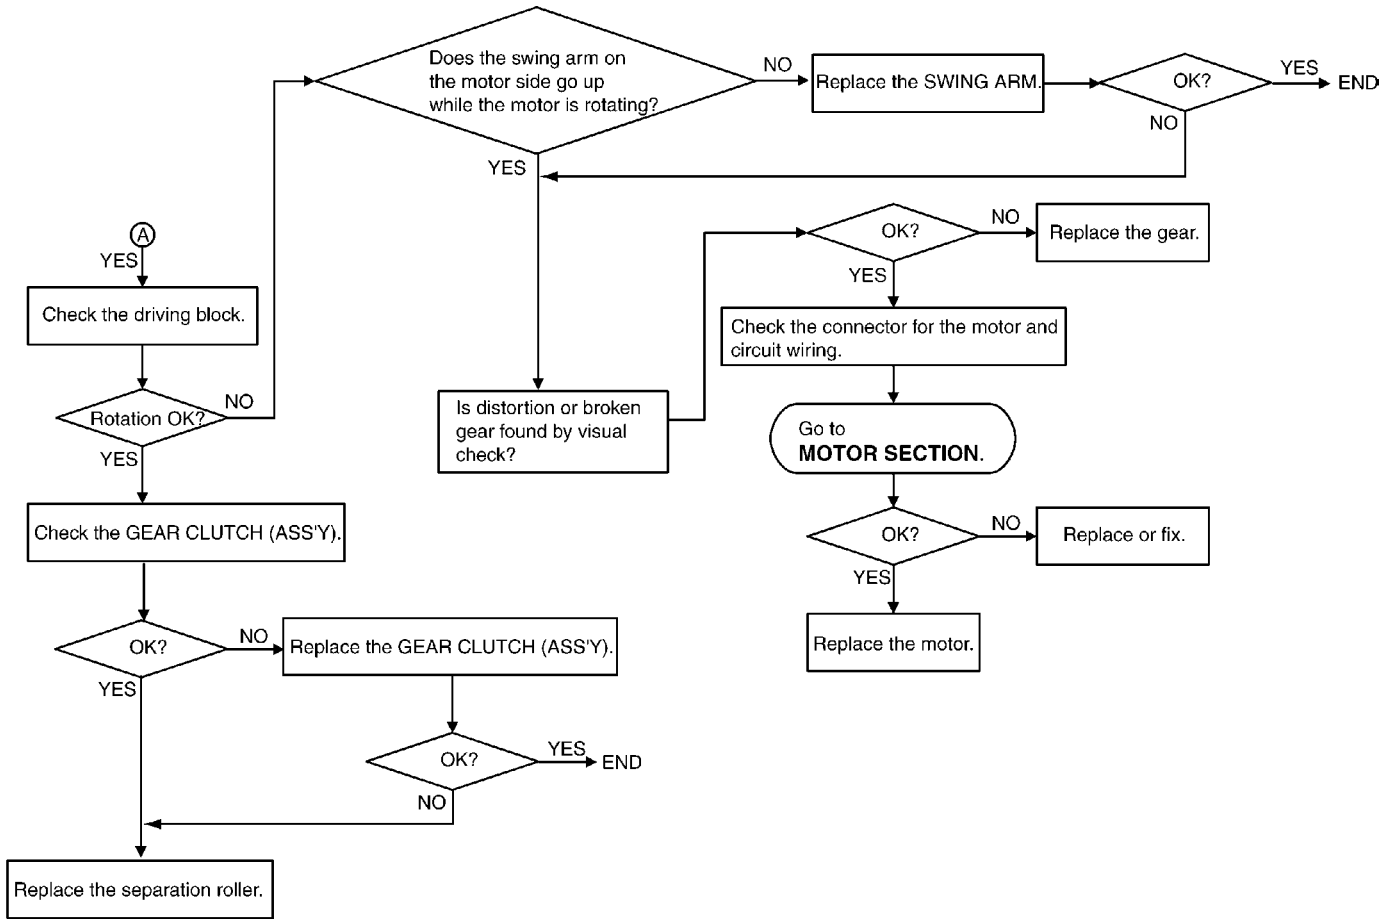 Does the swing arm on
the motor side go up
while the motor is rotating?
NO
Replace the SWING ARM.
OK?
YES
END
NO
YES
A
YES
Check the driving block.
Rotation OK?
NO
YES
Check the GEAR CLUTCH (ASS'Y).
OK?
NO
Replace the GEAR CLUTCH (ASS'Y).
YES
OK?
YES
END
NO
Replace the separation roller.
Is distortion or broken
gear found by visual
check?
OK?
NO
Replace the gear.
YES
Check the connector for the motor and
circuit wiring.
Go to
MOTOR SECTION.
OK?
NO
Replace or fix.
YES
Replace the motor.